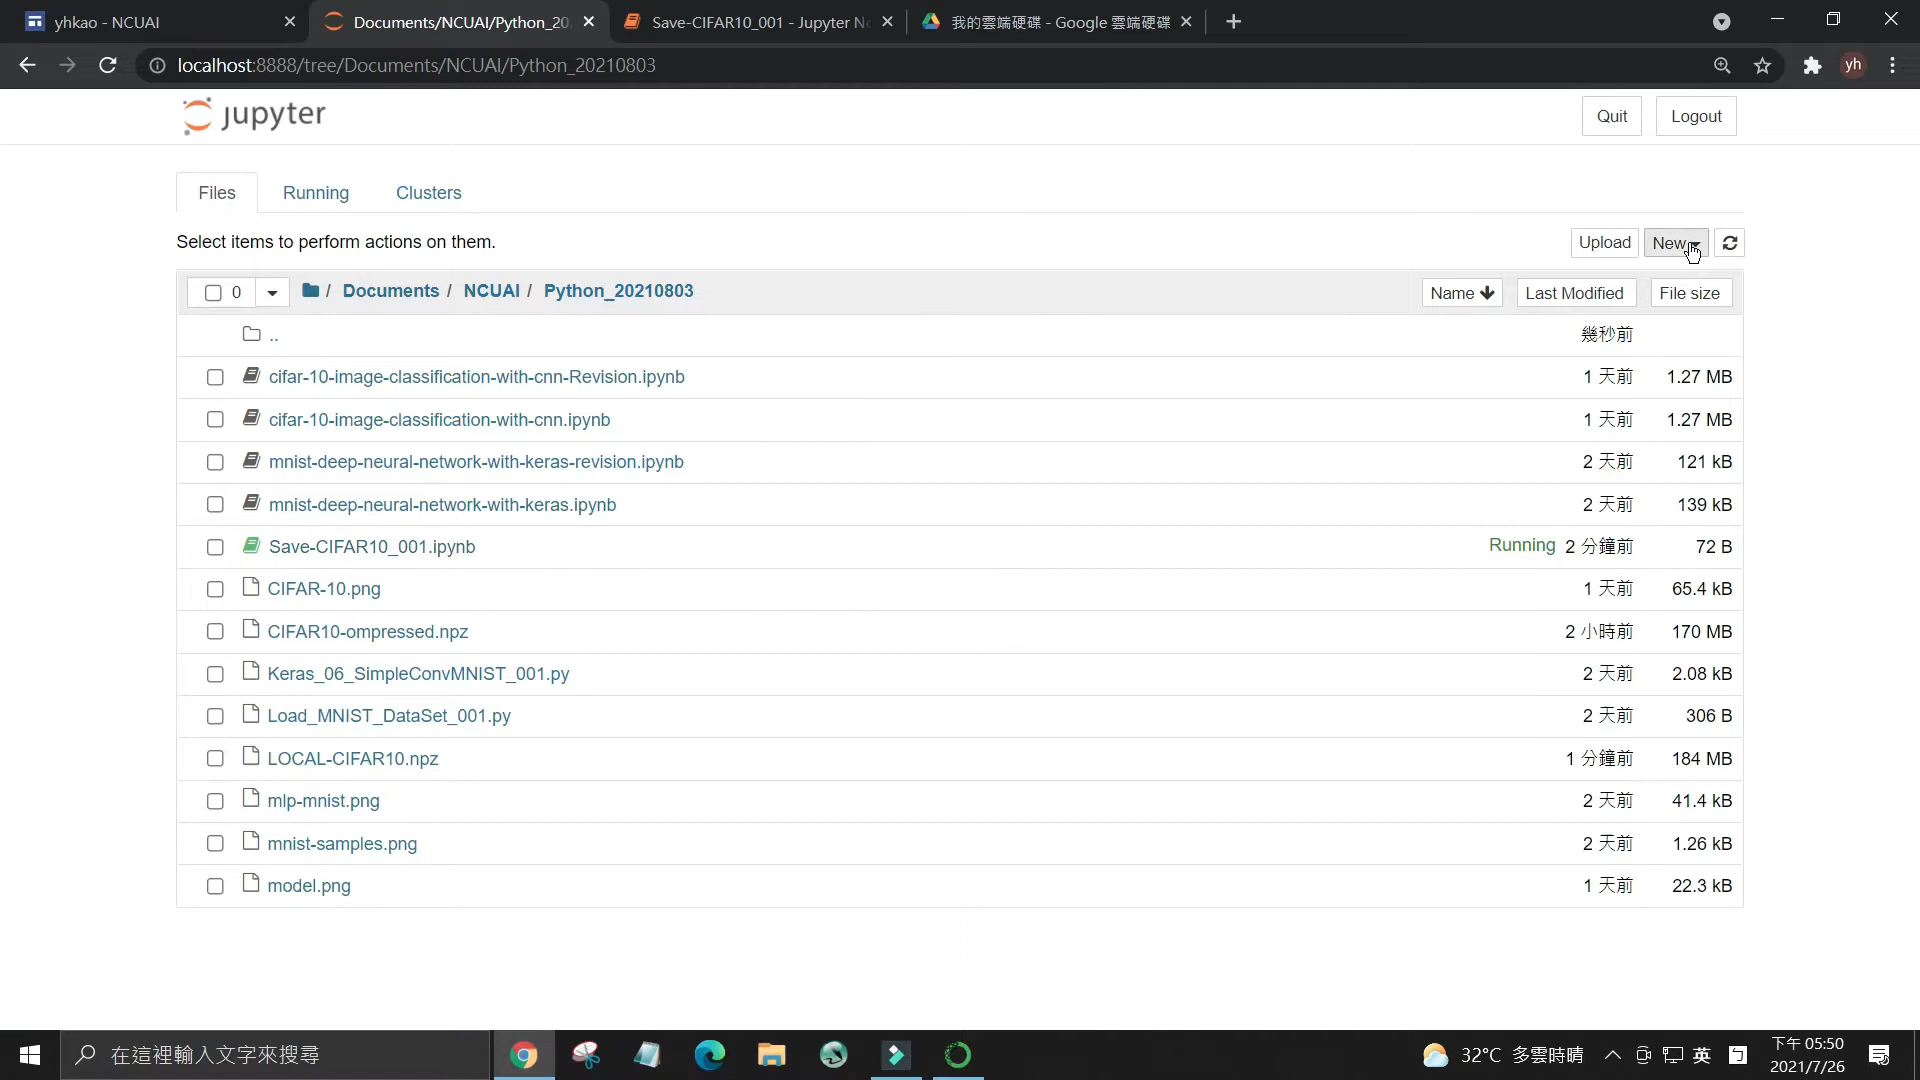 yhkao - NCUAI
Documents/NCUAI/Python_20
Save-CIFAR10_001 - Jupyter N
我的雲端硬碟 - Google 雲端硬碟
localhost:8888/tree/Documents/NCUAI/Python_20210803
yh
jupyter
Quit
Logout
Files
Running
Clusters
Select items to perform actions on them.
Upload
New
0
/ Documents / NCUAI / Python_20210803
Name
Last Modified
File size
..
幾秒前
cifar-10-image-classification-with-cnn-Revision.ipynb
1 天前
1.27 MB
cifar-10-image-classification-with-cnn.ipynb
1 天前
1.27 MB
mnist-deep-neural-network-with-keras-revision.ipynb
2 天前
121 kB
mnist-deep-neural-network-with-keras.ipynb
2 天前
139 kB
Save-CIFAR10_001.ipynb
Running
2 分鐘前
72 B
CIFAR-10.png
1 天前
65.4 kB
CIFAR10-ompressed.npz
2 小時前
170 MB
Keras_06_SimpleConvMNIST_001.py
2 天前
2.08 kB
Load_MNIST_DataSet_001.py
2 天前
306 B
LOCAL-CIFAR10.npz
1 分鐘前
184 MB
mlp-mnist.png
2 天前
41.4 kB
mnist-samples.png
2 天前
1.26 kB
model.png
1 天前
22.3 kB
在這裡輸入文字來搜尋
32°C 多雲時晴
英
下午 05:50
2021/7/26